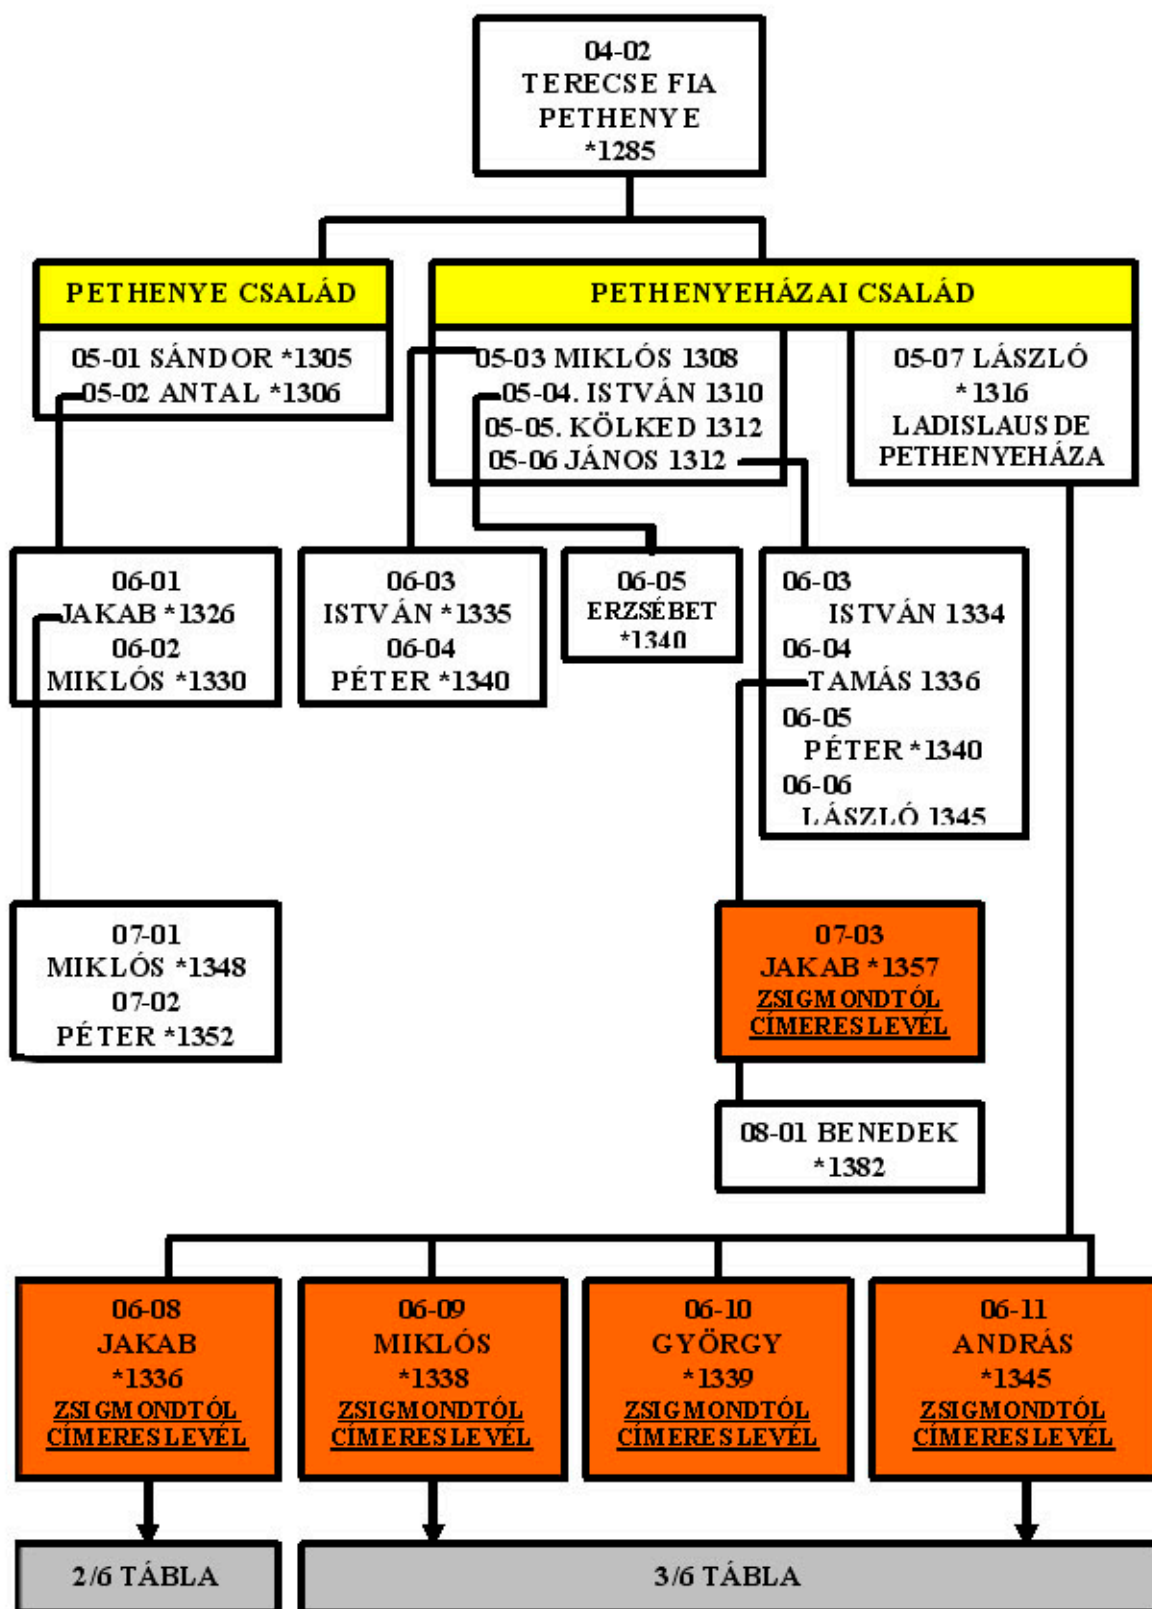 04-02
TERECSE FIA
PETHENYE
*1285
PETHENYE CSALÁD
05-01 SÁNDOR *1305
05-02 ANTAL *1306
PETHENYEHÁZAI CSALÁD
05-03 MIKLÓS 1308
05-04. ISTVÁN 1310
05-05. KÖLKED 1312
05-06 JÁNOS 1312
05-07 LÁSZLÓ
*1316
LADISLAUS DE
PETHENYEHÁZA
06-01
JAKAB *1326
06-02
MIKLÓS *1330
06-03
ISTVÁN *1335
06-04
PÉTER *1340
06-05
ERZSÉBET
*1340
06-03
ISTVÁN 1334
06-04
TAMÁS 1336
06-05
PÉTER *1340
06-06
LÁSZLÓ 1345
07-01
MIKLÓS *1348
07-02
PÉTER *1352
07-03
JAKAB *1357
ZSIGMONDTÓL
CÍMERES LEVÉL
08-01 BENEDEK
*1382
06-08
JAKAB
*1336
ZSIGMONDTÓL
CÍMERES LEVÉL
06-09
MIKLÓS
*1338
ZSIGMONDTÓL
CÍMERES LEVÉL
06-10
GYÖRGY
*1339
ZSIGMONDTÓL
CÍMERES LEVÉL
06-11
ANDRÁS
*1345
ZSIGMONDTÓL
CÍMERES LEVÉL
2/6 TÁBLA
3/6 TÁBLA